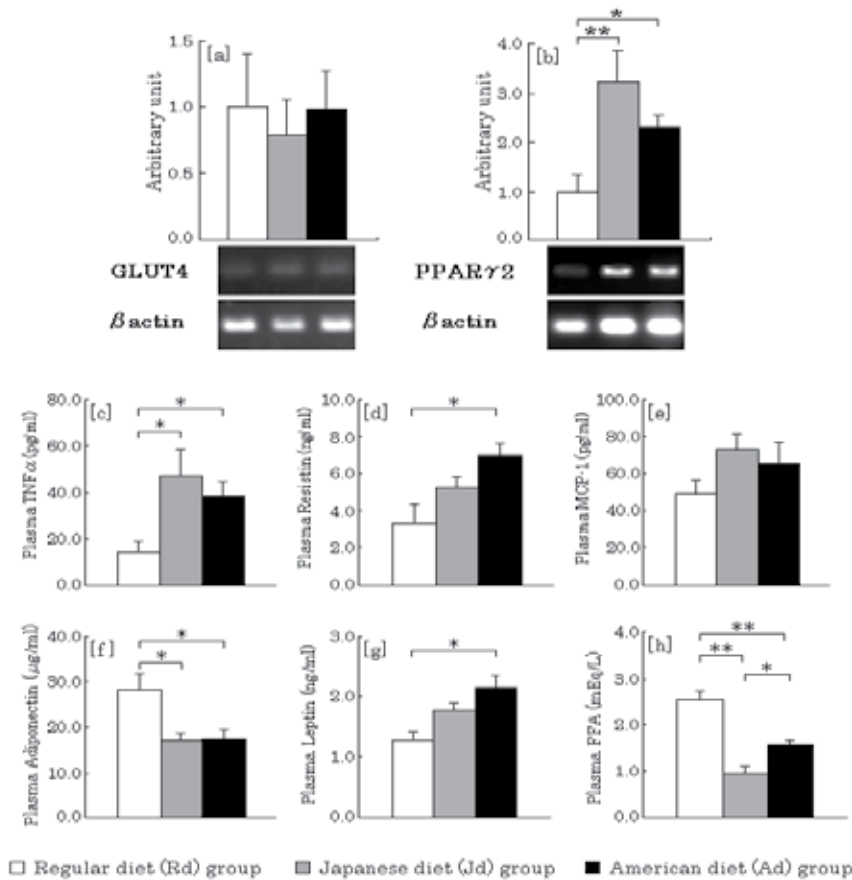 [a]
Arbitrary unit
1.5
1.0
0.5
0.0
GLUT4
β actin
[b]
Arbitrary unit
4.0
3.0
2.0
1.0
0.0
*
**
PPARγ2
β actin
[c]
Plasma TNFα (pg/ml)
80.0
60.0
40.0
20.0
0.0
*
*
[d]
Plasma Resistin (ng/ml)
10.0
8.0
6.0
4.0
2.0
0.0
*
[e]
Plasma MCP-1 (pg/ml)
100.0
80.0
60.0
40.0
20.0
0.0
[f]
Plasma Adiponectin (μg/ml)
40.0
30.0
20.0
10.0
0.0
*
*
[g]
Plasma Leptin (ng/ml)
3.0
2.0
1.0
0.0
*
[h]
Plasma FFA (mEq/L)
4.0
3.0
2.0
1.0
0.0
**
**
*
Regular diet (Rd) group
Japanese diet (Jd) group
American diet (Ad) group